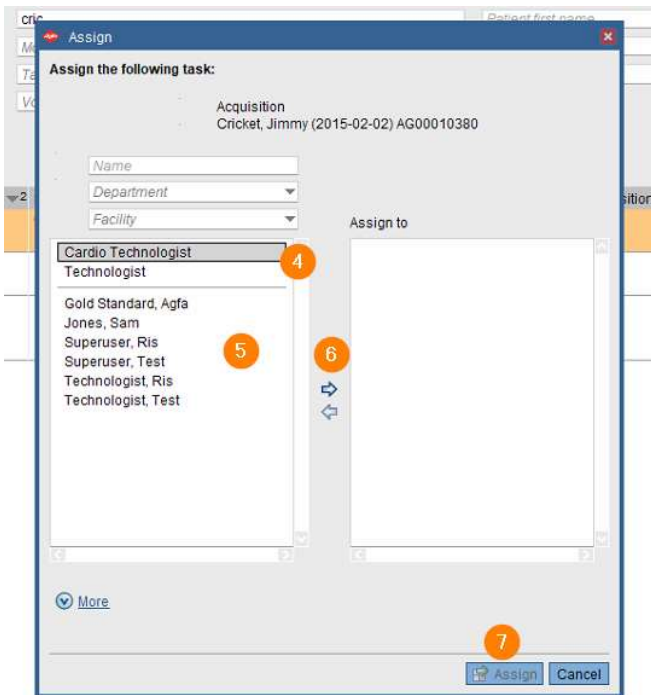 cric
Patient first name
Assign
Assign the following task:
Acquisition
Cricket, Jimmy (2015-02-02) AG00010380
Name
Department
Facility
2
Assign to
Cardio Technologist
4
Technologist
Gold Standard, Agfa
Jones, Sam
Superuser, Ris
5
6
Superuser, Test
Technologist, Ris
Technologist, Test
More
7
Assign
Cancel